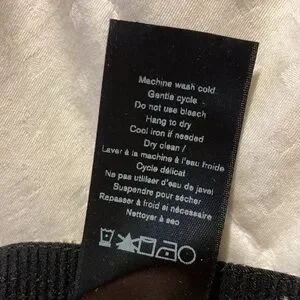 Machine wash cold
Gentle cycle
Do not use bleach
Hang to dry
Cool iron if needed
Dry clean /
Laver à la machine à l'eau froide
Cycle délicat
Ne pas utiliser d'eau de javel
Suspendre pour sécher
Repasser à froid si nécessaire
Nettoyer à sec